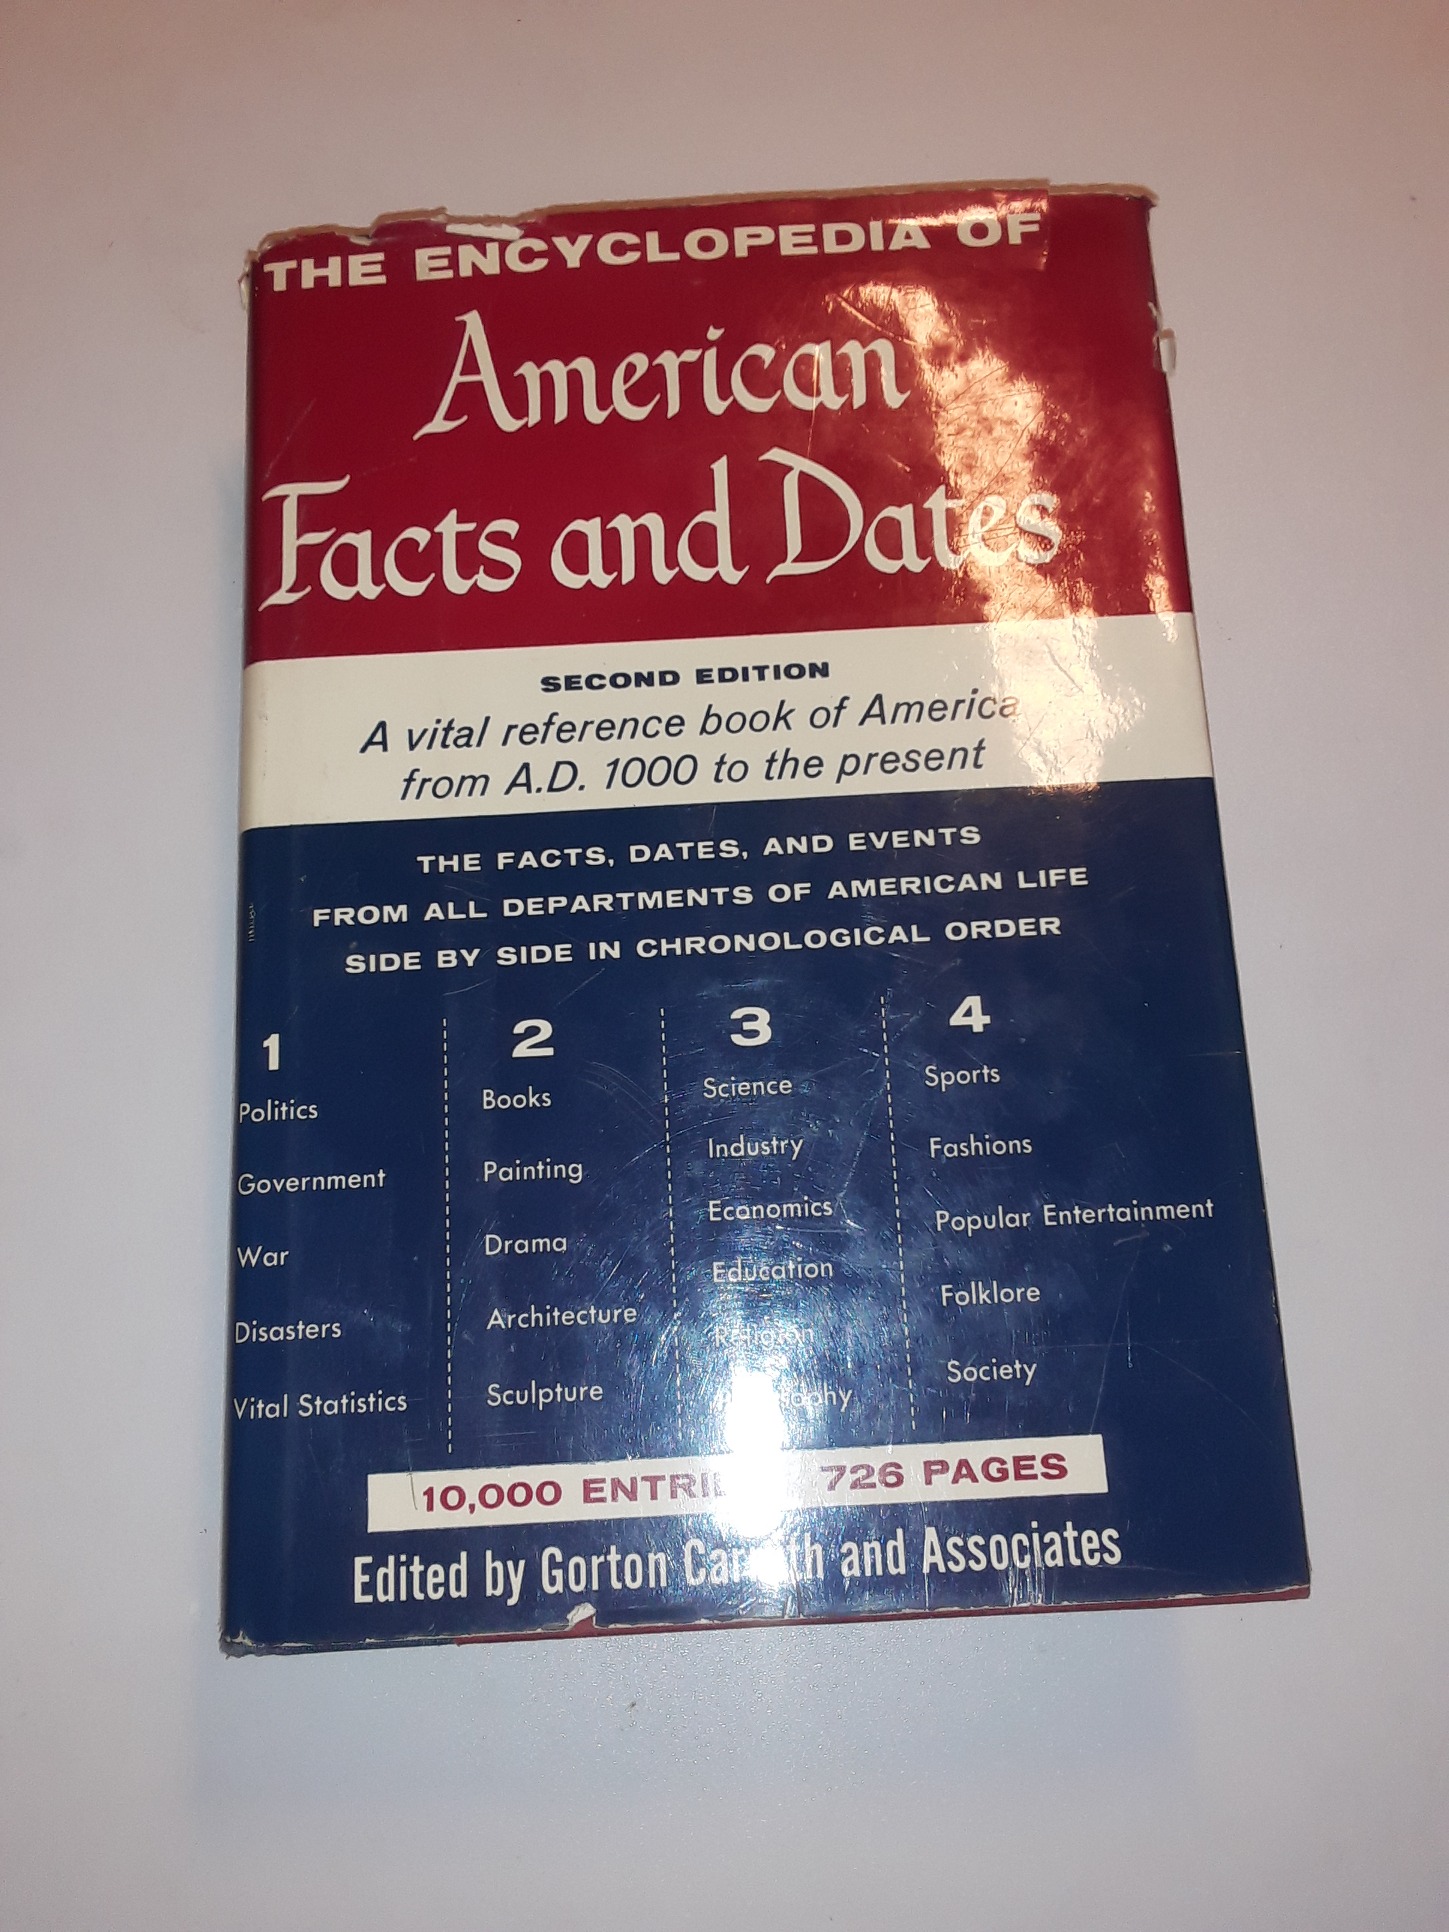 THE ENCYCLOPEDIA OF
American
Facts and Dates
SECOND EDITION
A vital reference book of America
from A.D. 1000 to the present
THE FACTS, DATES, AND EVENTS
FROM ALL DEPARTMENTS OF AMERICAN LIFE
SIDE BY SIDE IN CHRONOLOGICAL ORDER
1
Politics
Government
War
Disasters
Vital Statistics
2
Books
Painting
Drama
Architecture
Sculpture
3
Science
Industry
Economics
Education
Religion
4
Sports
Fashions
Popular Entertainment
Folklore
Society
10,000 726 PAGES
Edited by Gorton and Associates